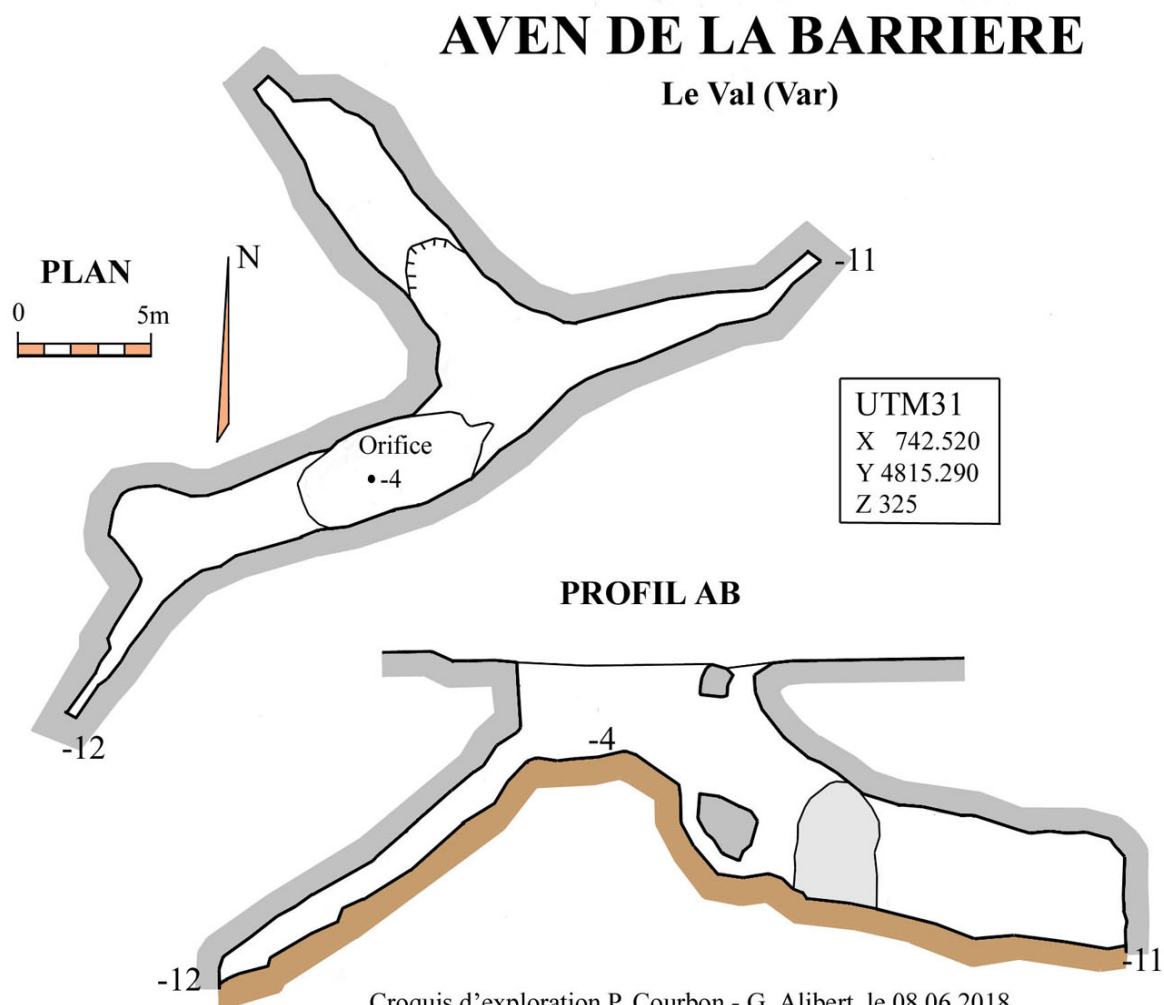 AVEN DE LA BARRIERE
Le Val (Var)
PLAN
0 5m
N
-11
Orifice
-4
-12
UTM31
X 742.520
Y 4815.290
Z 325
PROFIL AB
-4
-12
-11
Croquis d'exploration P. Courbon - G. Alibert, le 08.06.2018